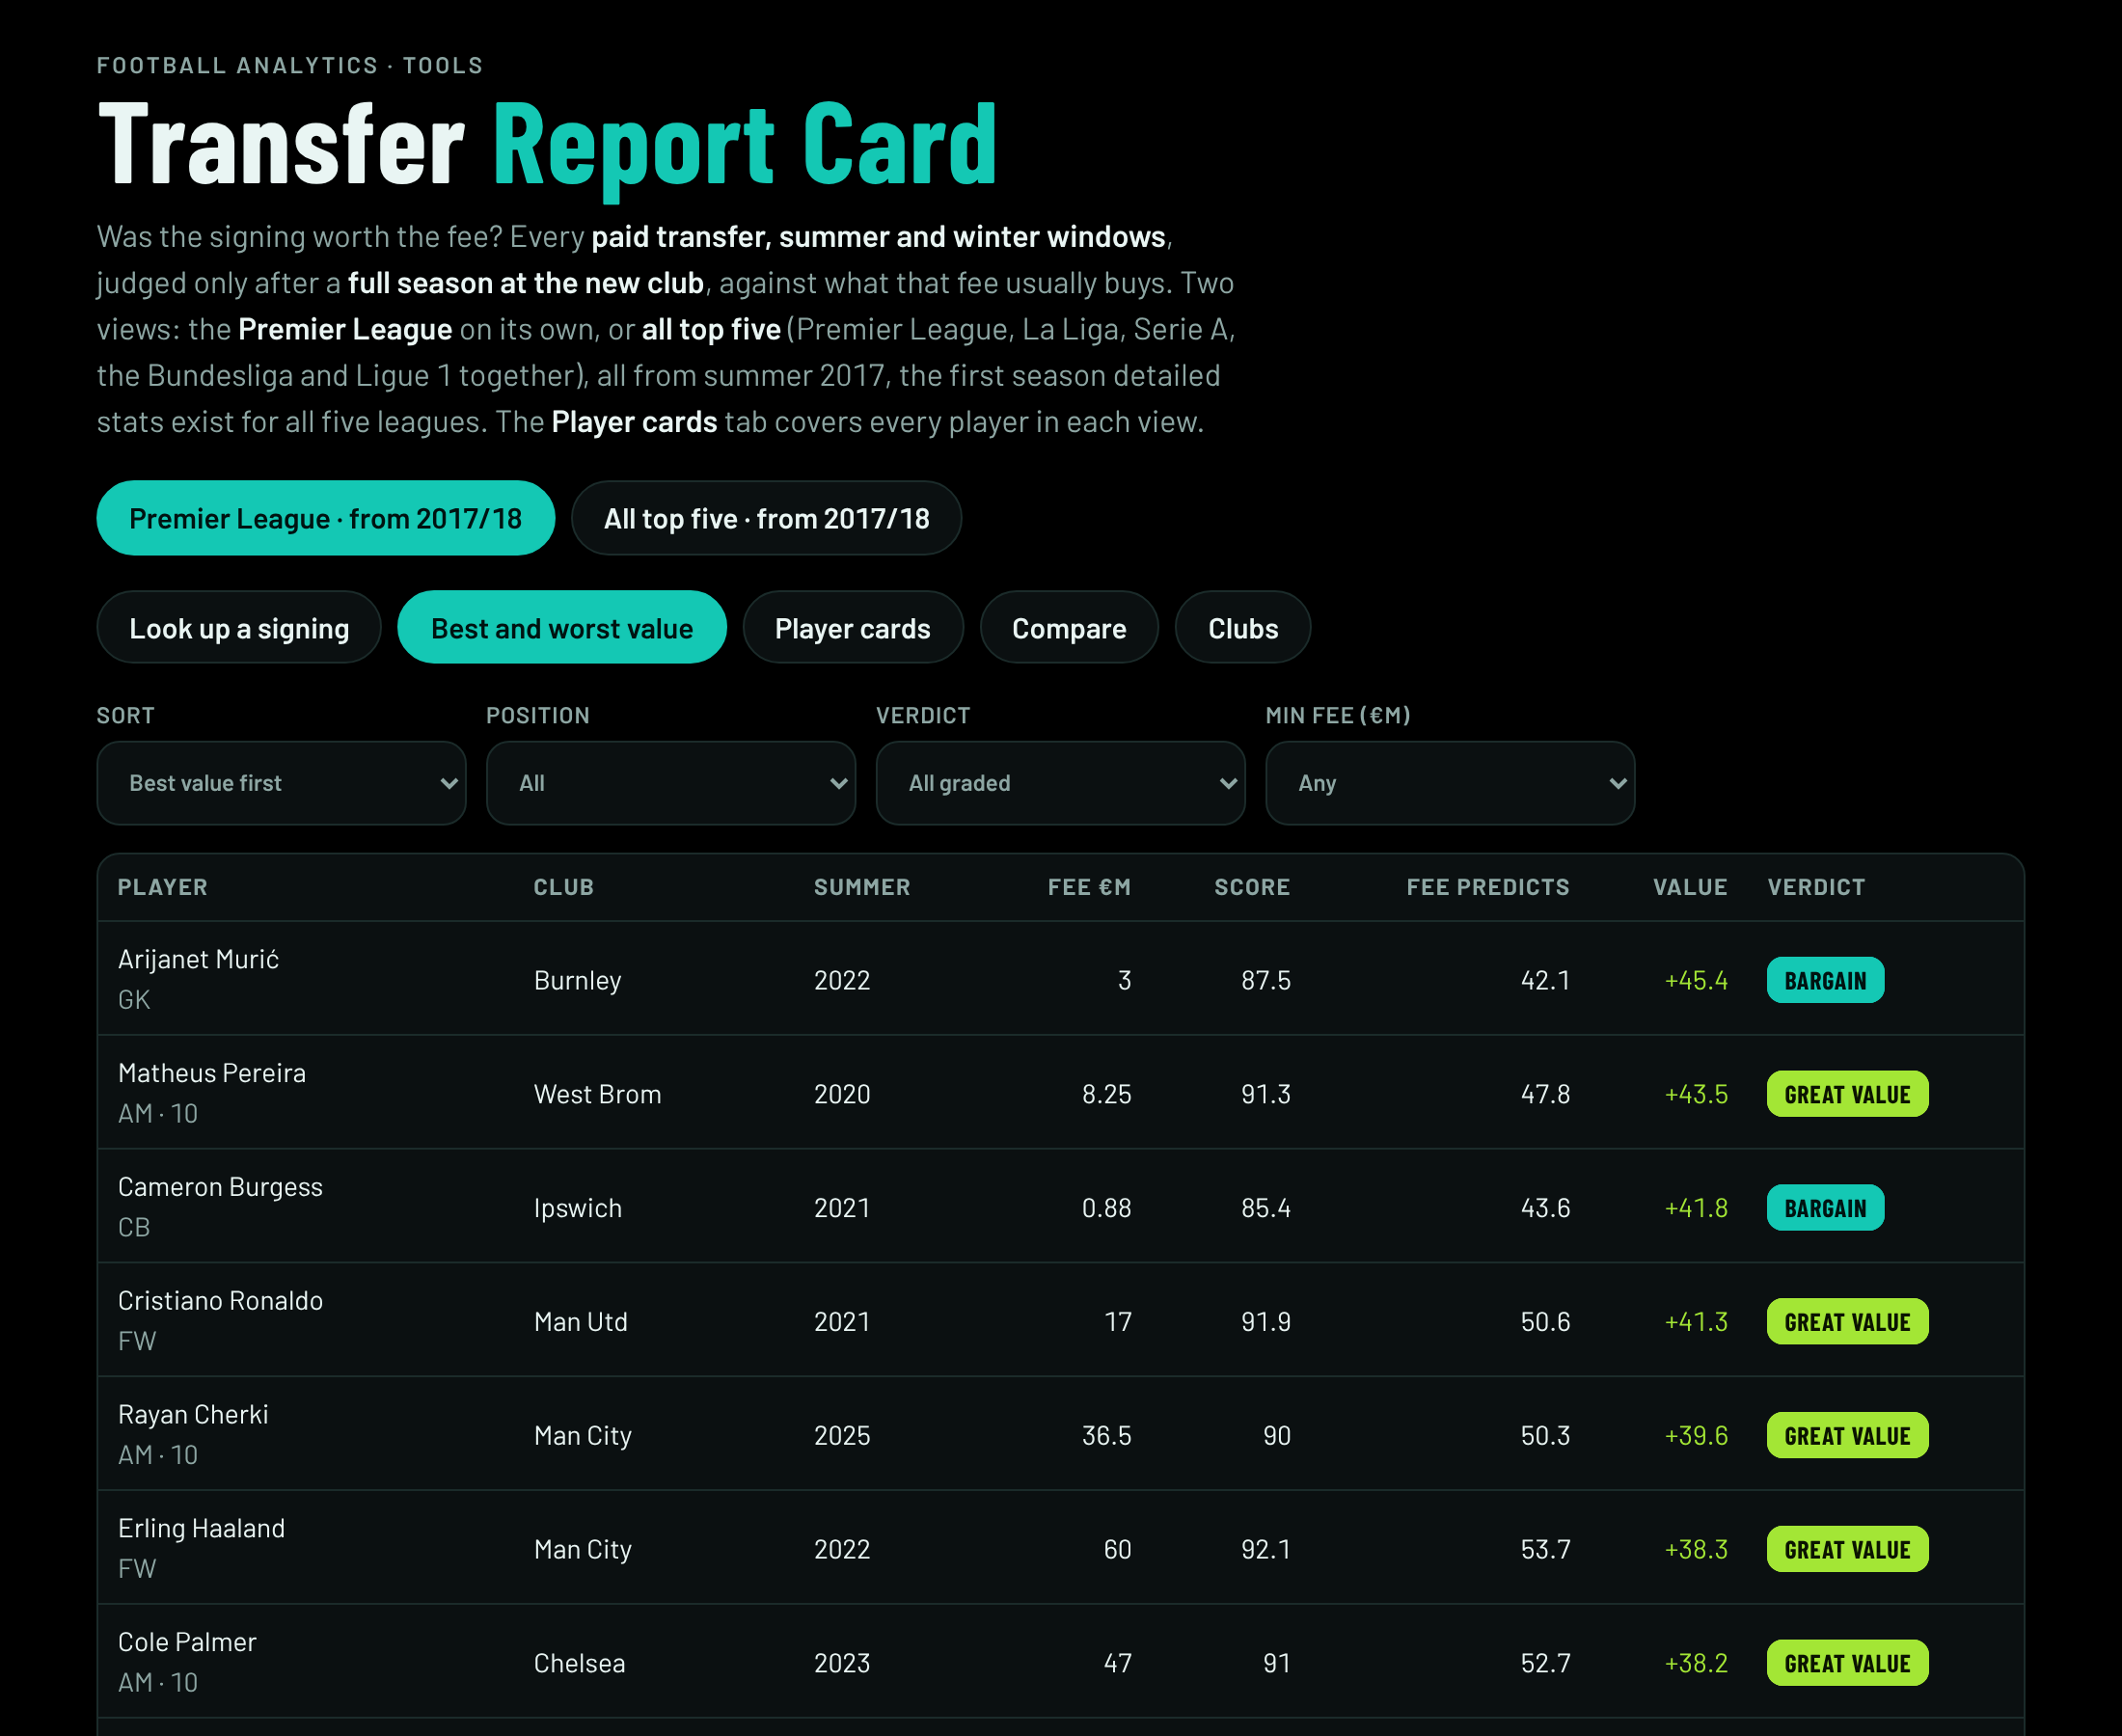 FOOTBALL ANALYTICS · TOOLS
Transfer Report Card
Was the signing worth the fee? Every paid transfer, summer and winter windows,
judged only after a full season at the new club, against what that fee usually buys. Two
views: the Premier League on its own, or all top five (Premier League, La Liga, Serie A,
the Bundesliga and Ligue 1 together), all from summer 2017, the first season detailed
stats exist for all five leagues. The Player cards tab covers every player in each view.
Premier League · from 2017/18 All top five · from 2017/18
Look up a signing Best and worst value Player cards Compare Clubs
SORT POSITION VERDICT MIN FEE (€M)
Best value first All All graded Any
PLAYER CLUB SUMMER FEE €M SCORE FEE PREDICTS VALUE VERDICT
Arijanet Murić
GK
Burnley 2022 3 87.5 42.1 +45.4 BARGAIN
Matheus Pereira
AM · 10
West Brom 2020 8.25 91.3 47.8 +43.5 GREAT VALUE
Cameron Burgess
CB
Ipswich 2021 0.88 85.4 43.6 +41.8 BARGAIN
Cristiano Ronaldo
FW
Man Utd 2021 17 91.9 50.6 +41.3 GREAT VALUE
Rayan Cherki
AM · 10
Man City 2025 36.5 90 50.3 +39.6 GREAT VALUE
Erling Haaland
FW
Man City 2022 60 92.1 53.7 +38.3 GREAT VALUE
Cole Palmer
AM · 10
Chelsea 2023 47 91 52.7 +38.2 GREAT VALUE